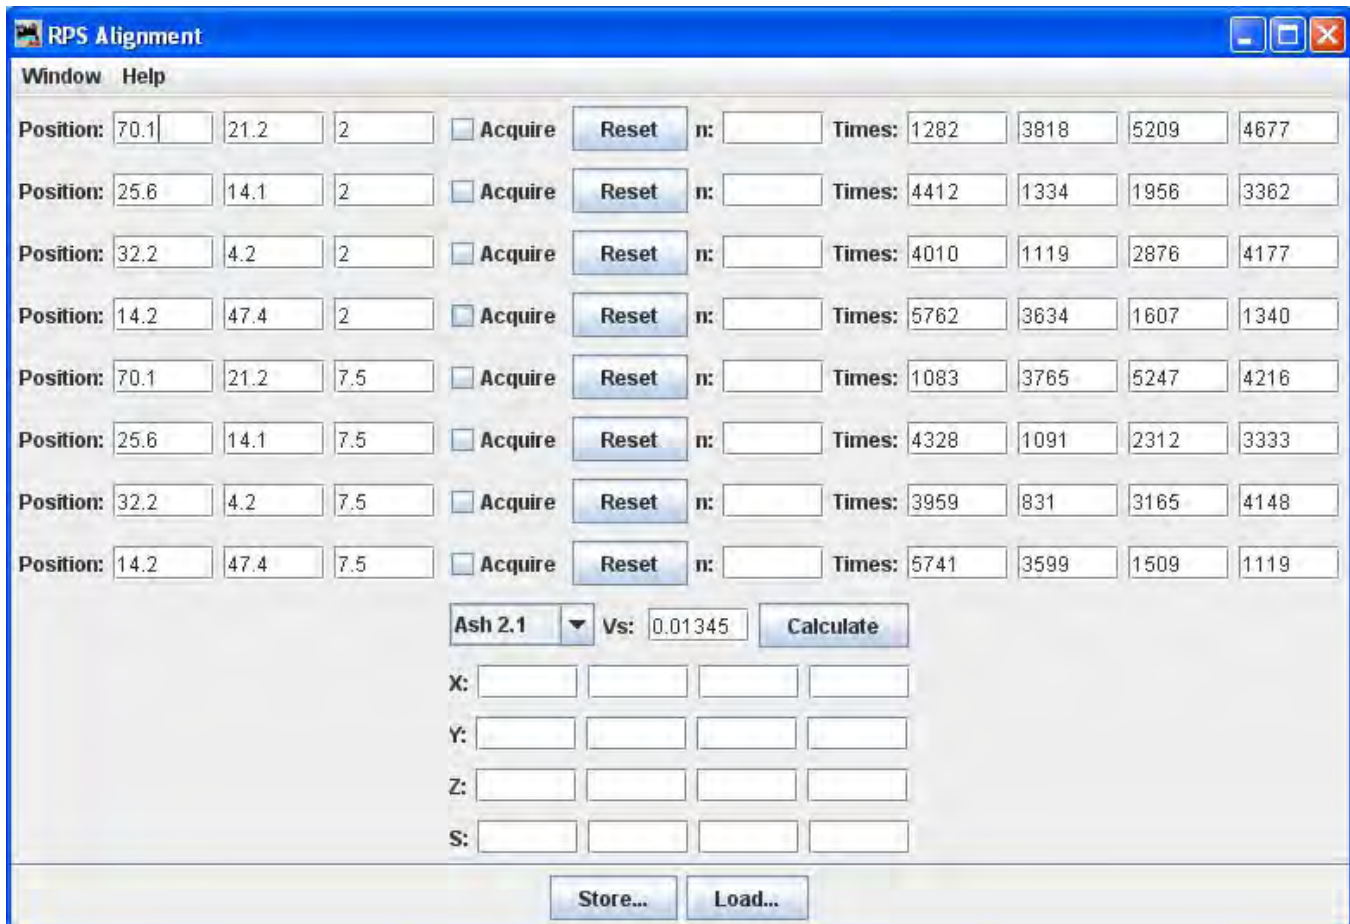 RPS Alignment
Window Help
Position: 70.1 21.2 2 Acquire Reset n: Times: 1282 3818 5209 4677
Position: 25.6 14.1 2 Acquire Reset n: Times: 4412 1334 1956 3362
Position: 32.2 4.2 2 Acquire Reset n: Times: 4010 1119 2876 4177
Position: 14.2 47.4 2 Acquire Reset n: Times: 5762 3634 1607 1340
Position: 70.1 21.2 7.5 Acquire Reset n: Times: 1083 3765 5247 4216
Position: 25.6 14.1 7.5 Acquire Reset n: Times: 4328 1091 2312 3333
Position: 32.2 4.2 7.5 Acquire Reset n: Times: 3959 831 3165 4148
Position: 14.2 47.4 7.5 Acquire Reset n: Times: 5741 3599 1509 1119
Ash 2.1 Vs: 0.01345 Calculate
X:
Y:
Z:
S:
Store... Load...